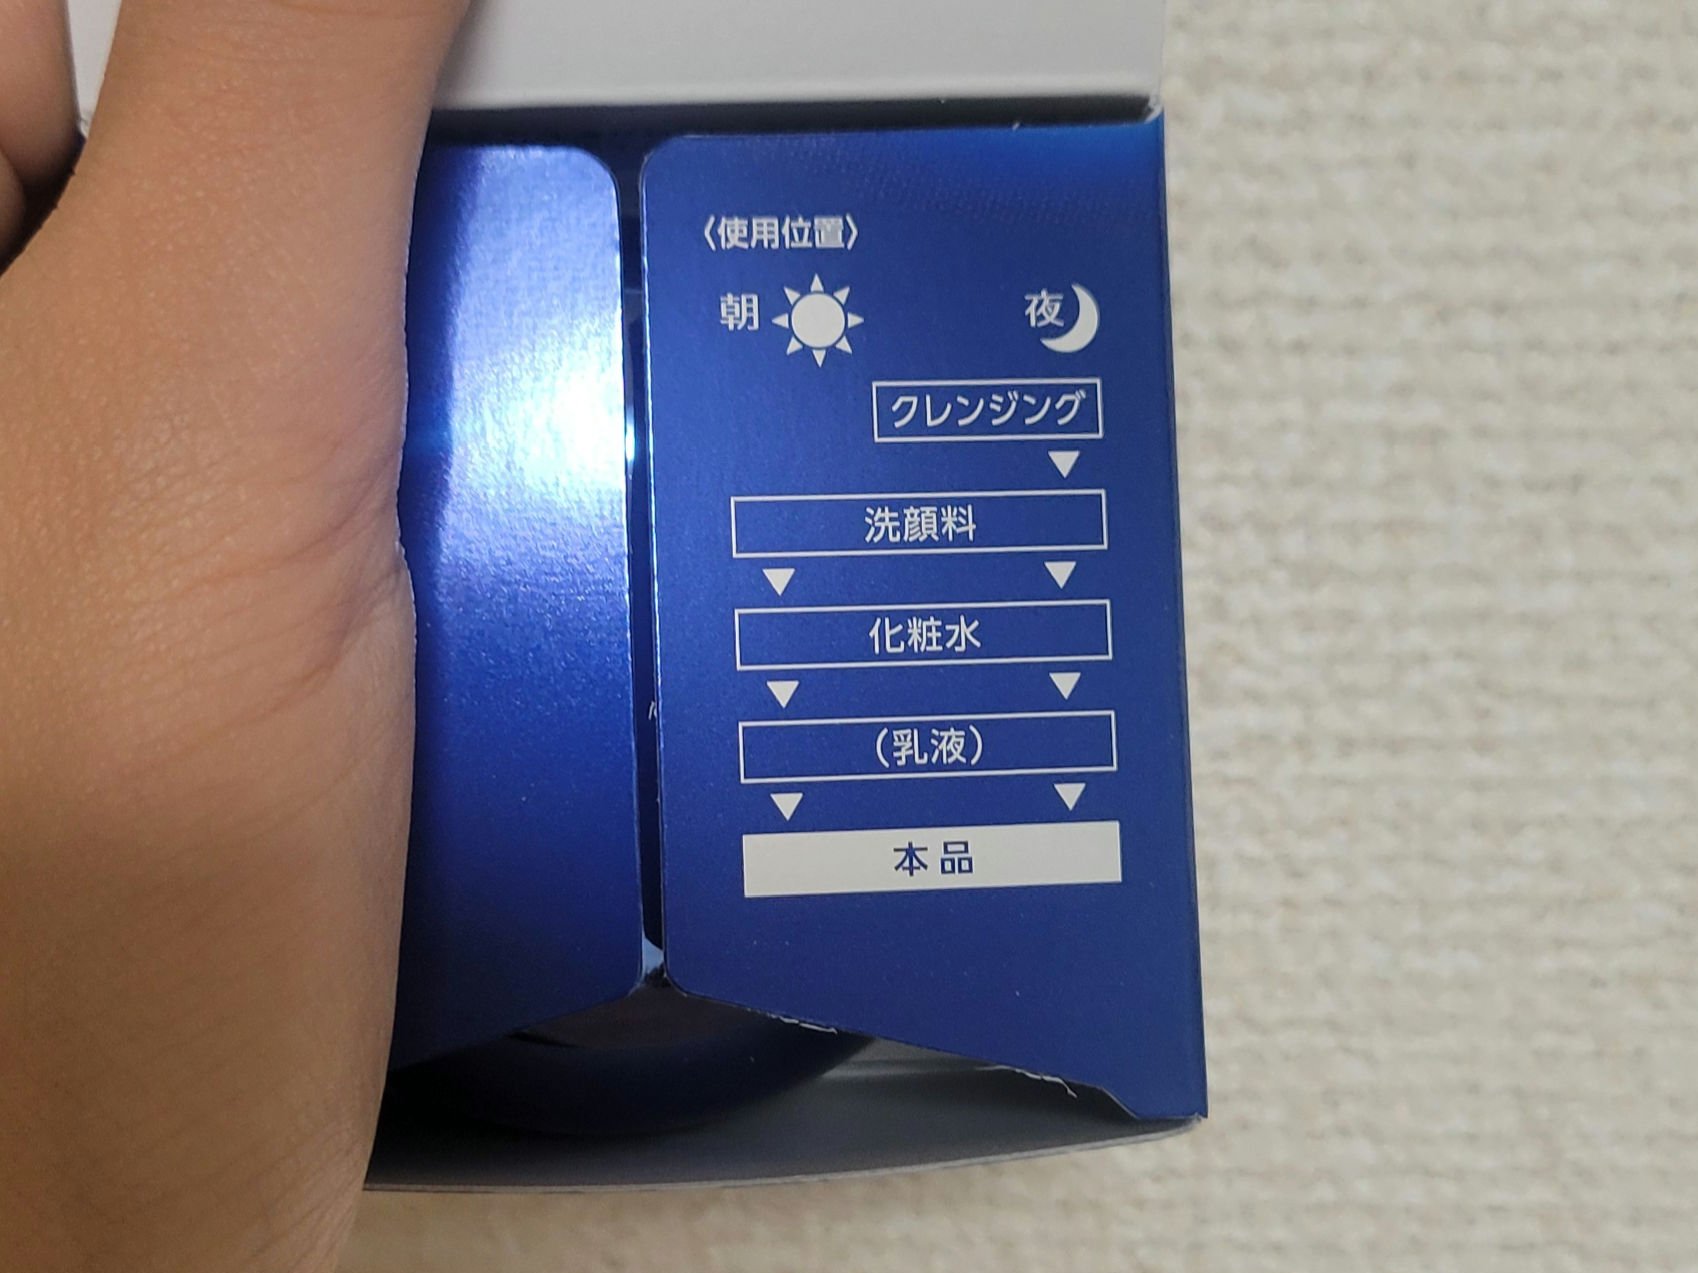 〈使用位置〉
朝 夜
クレンジング
洗顔料
化粧水
(乳液)
本品